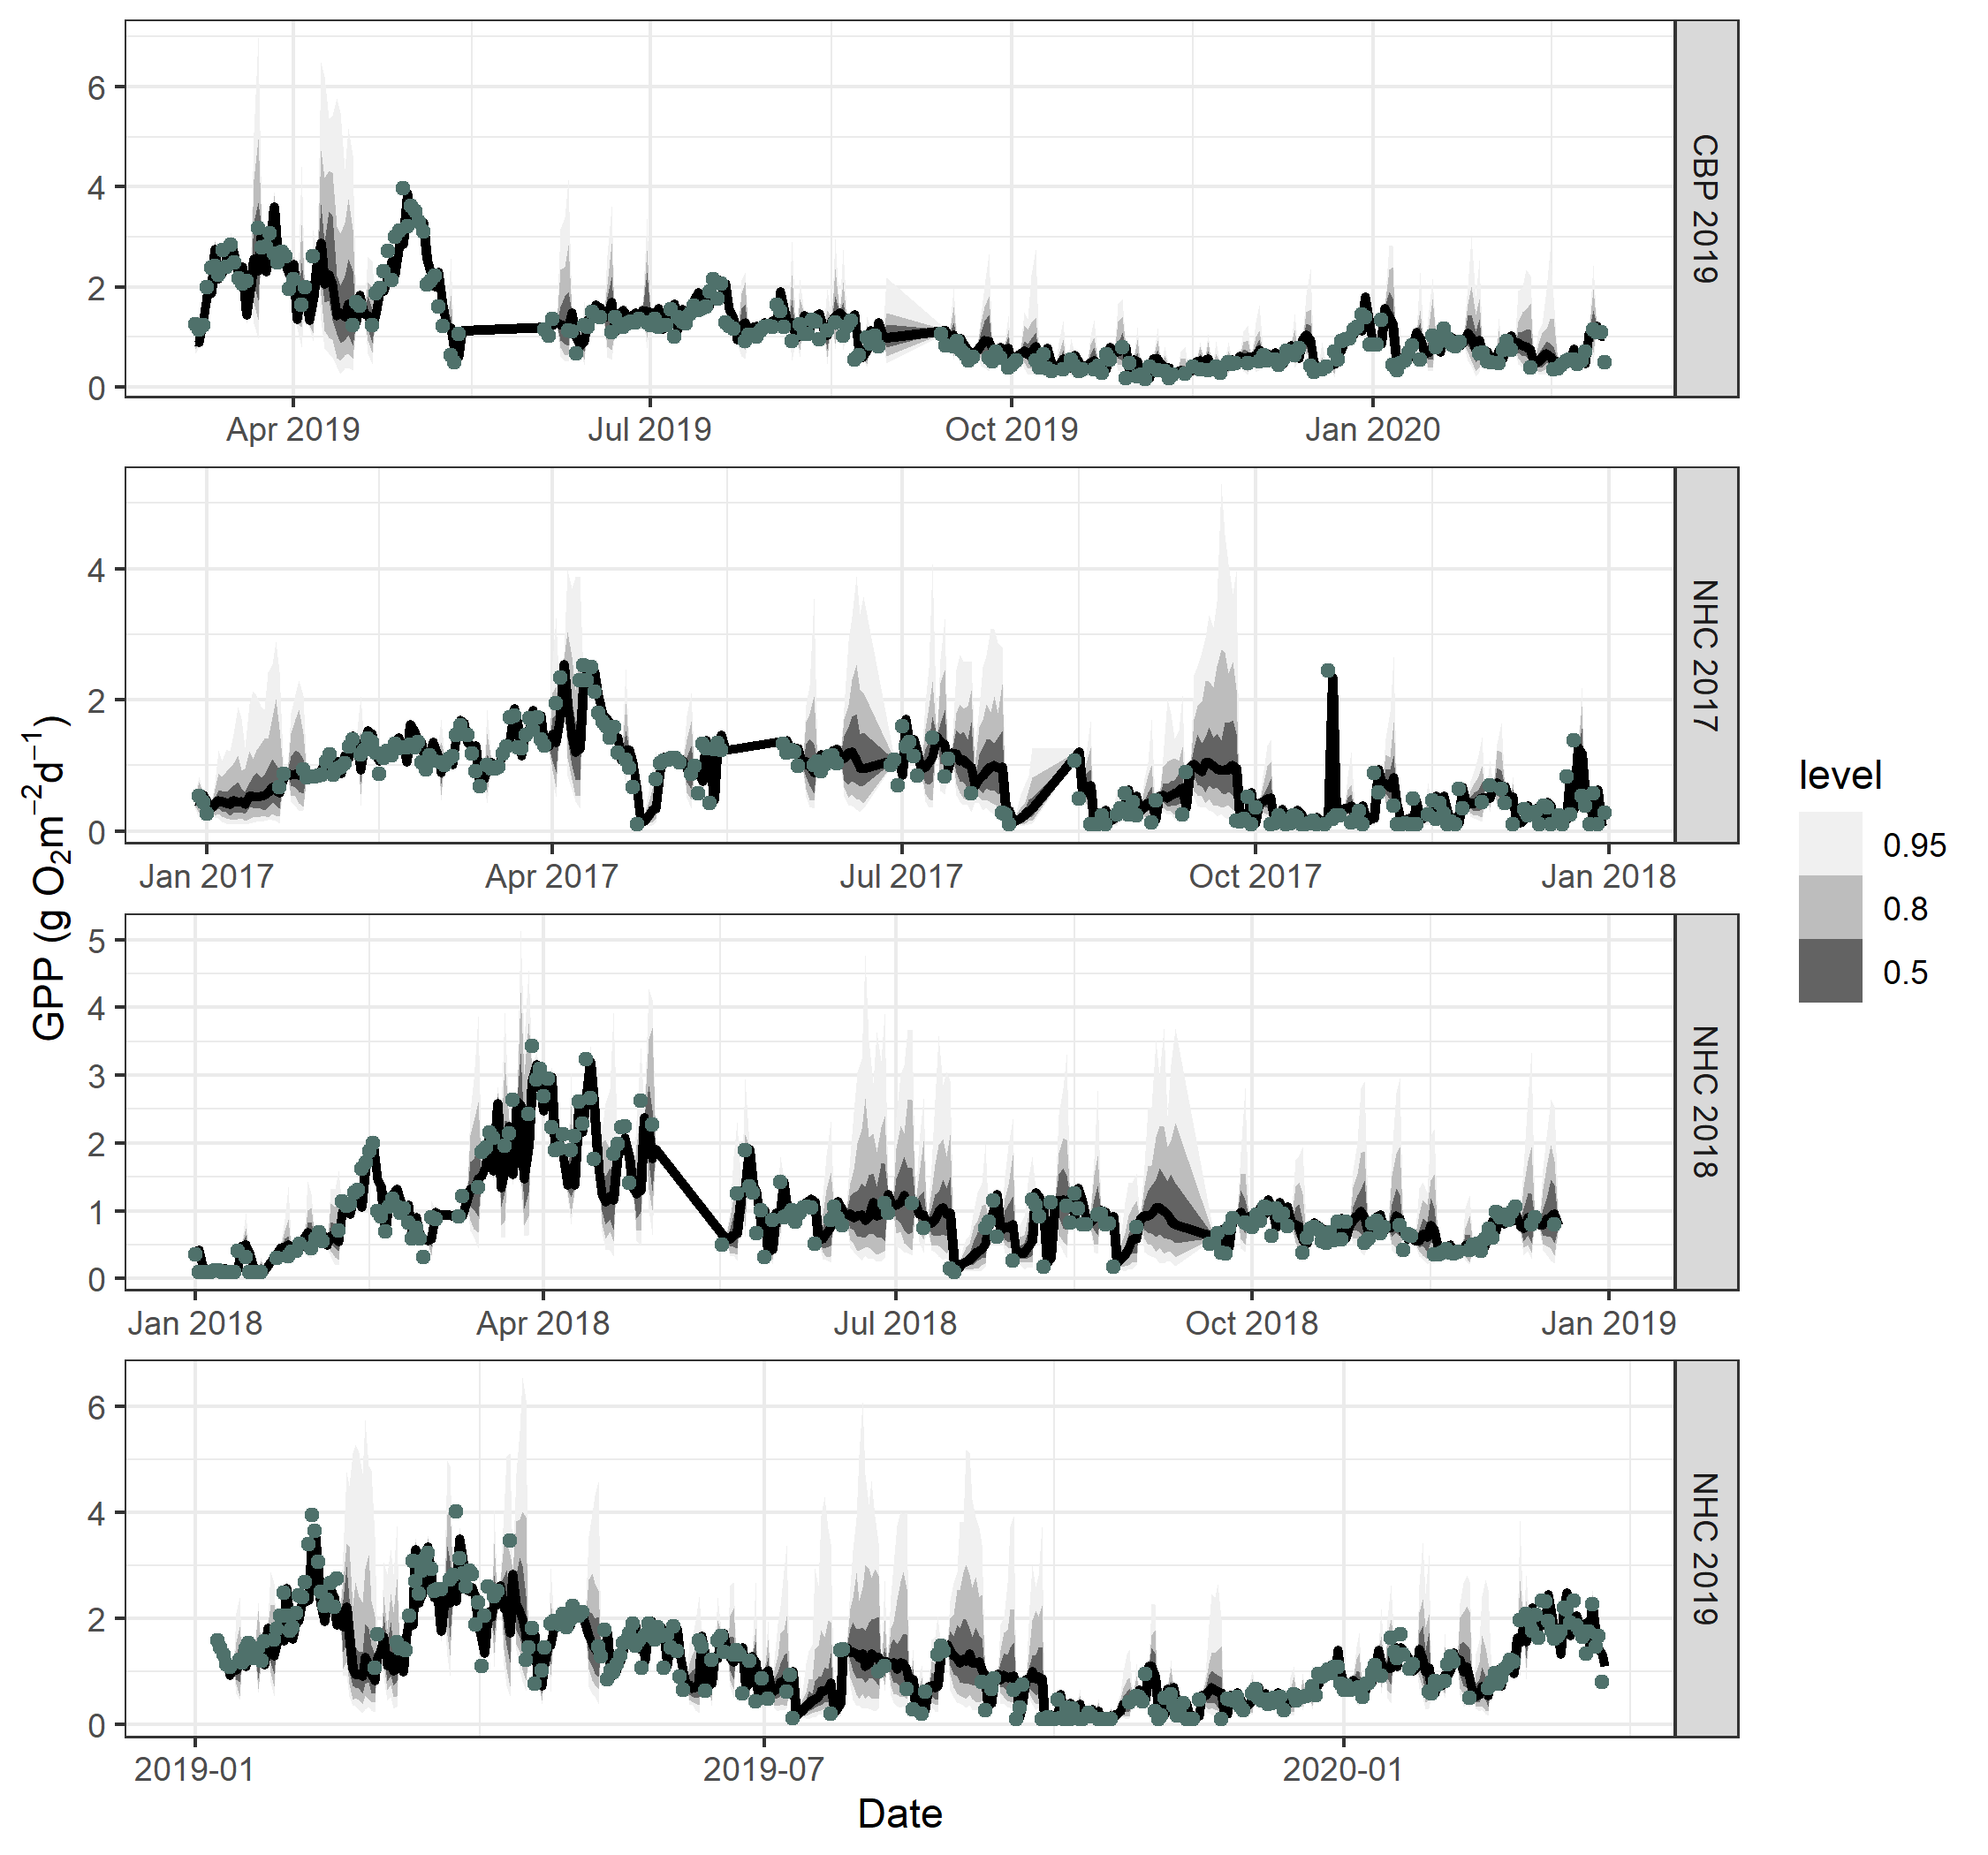 6
4
2
0
CBP 2019
Apr 2019 Jul 2019 Oct 2019 Jan 2020
4
2
0
NHC 2017
Jan 2017 Apr 2017 Jul 2017 Oct 2017 Jan 2018
GPP (g O₂m⁻²d⁻¹)
level
0.95
0.8
0.5
5
4
3
2
1
0
NHC 2018
Jan 2018 Apr 2018 Jul 2018 Oct 2018 Jan 2019
6
4
2
0
NHC 2019
2019-01 2019-07 2020-01
Date